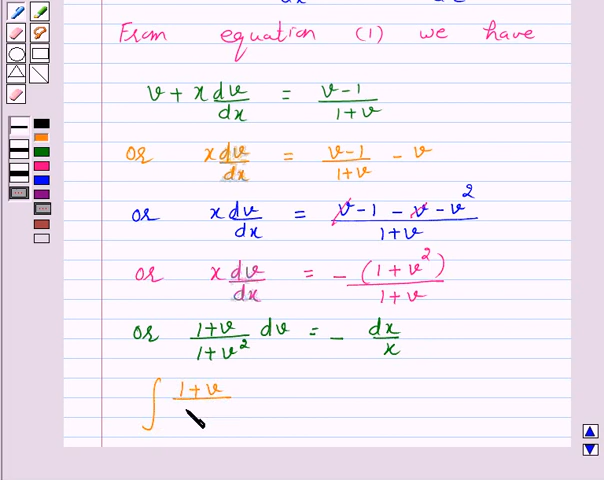 From equation (1) we have
v + x dv/dx = v-1/1+v
or x dv/dx = v-1/1+v - v
or x dv/dx = v-1-v-v²/1+v
or x dv/dx = -(1+v²)/1+v
or 1+v/1+v² dv = - dx/x
∫ 1+v